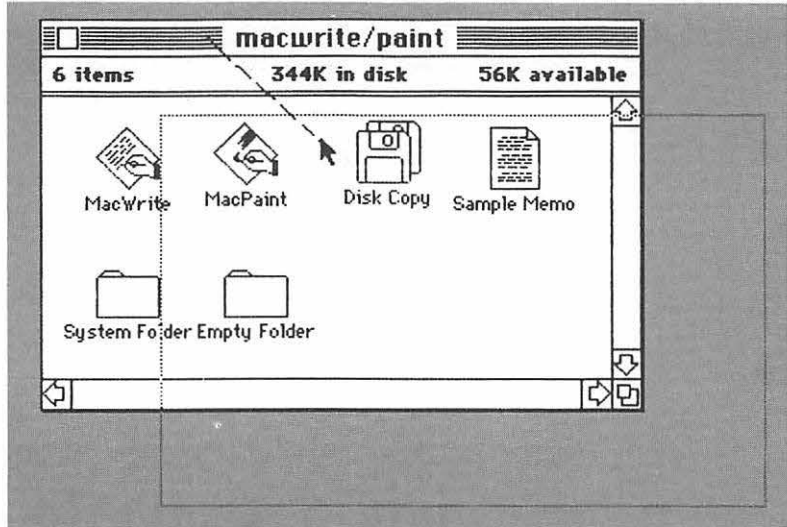 macwrite/paint
6 items 344K in disk 56K available
MacWrite MacPaint Disk Copy Sample Memo
System Folder Empty Folder